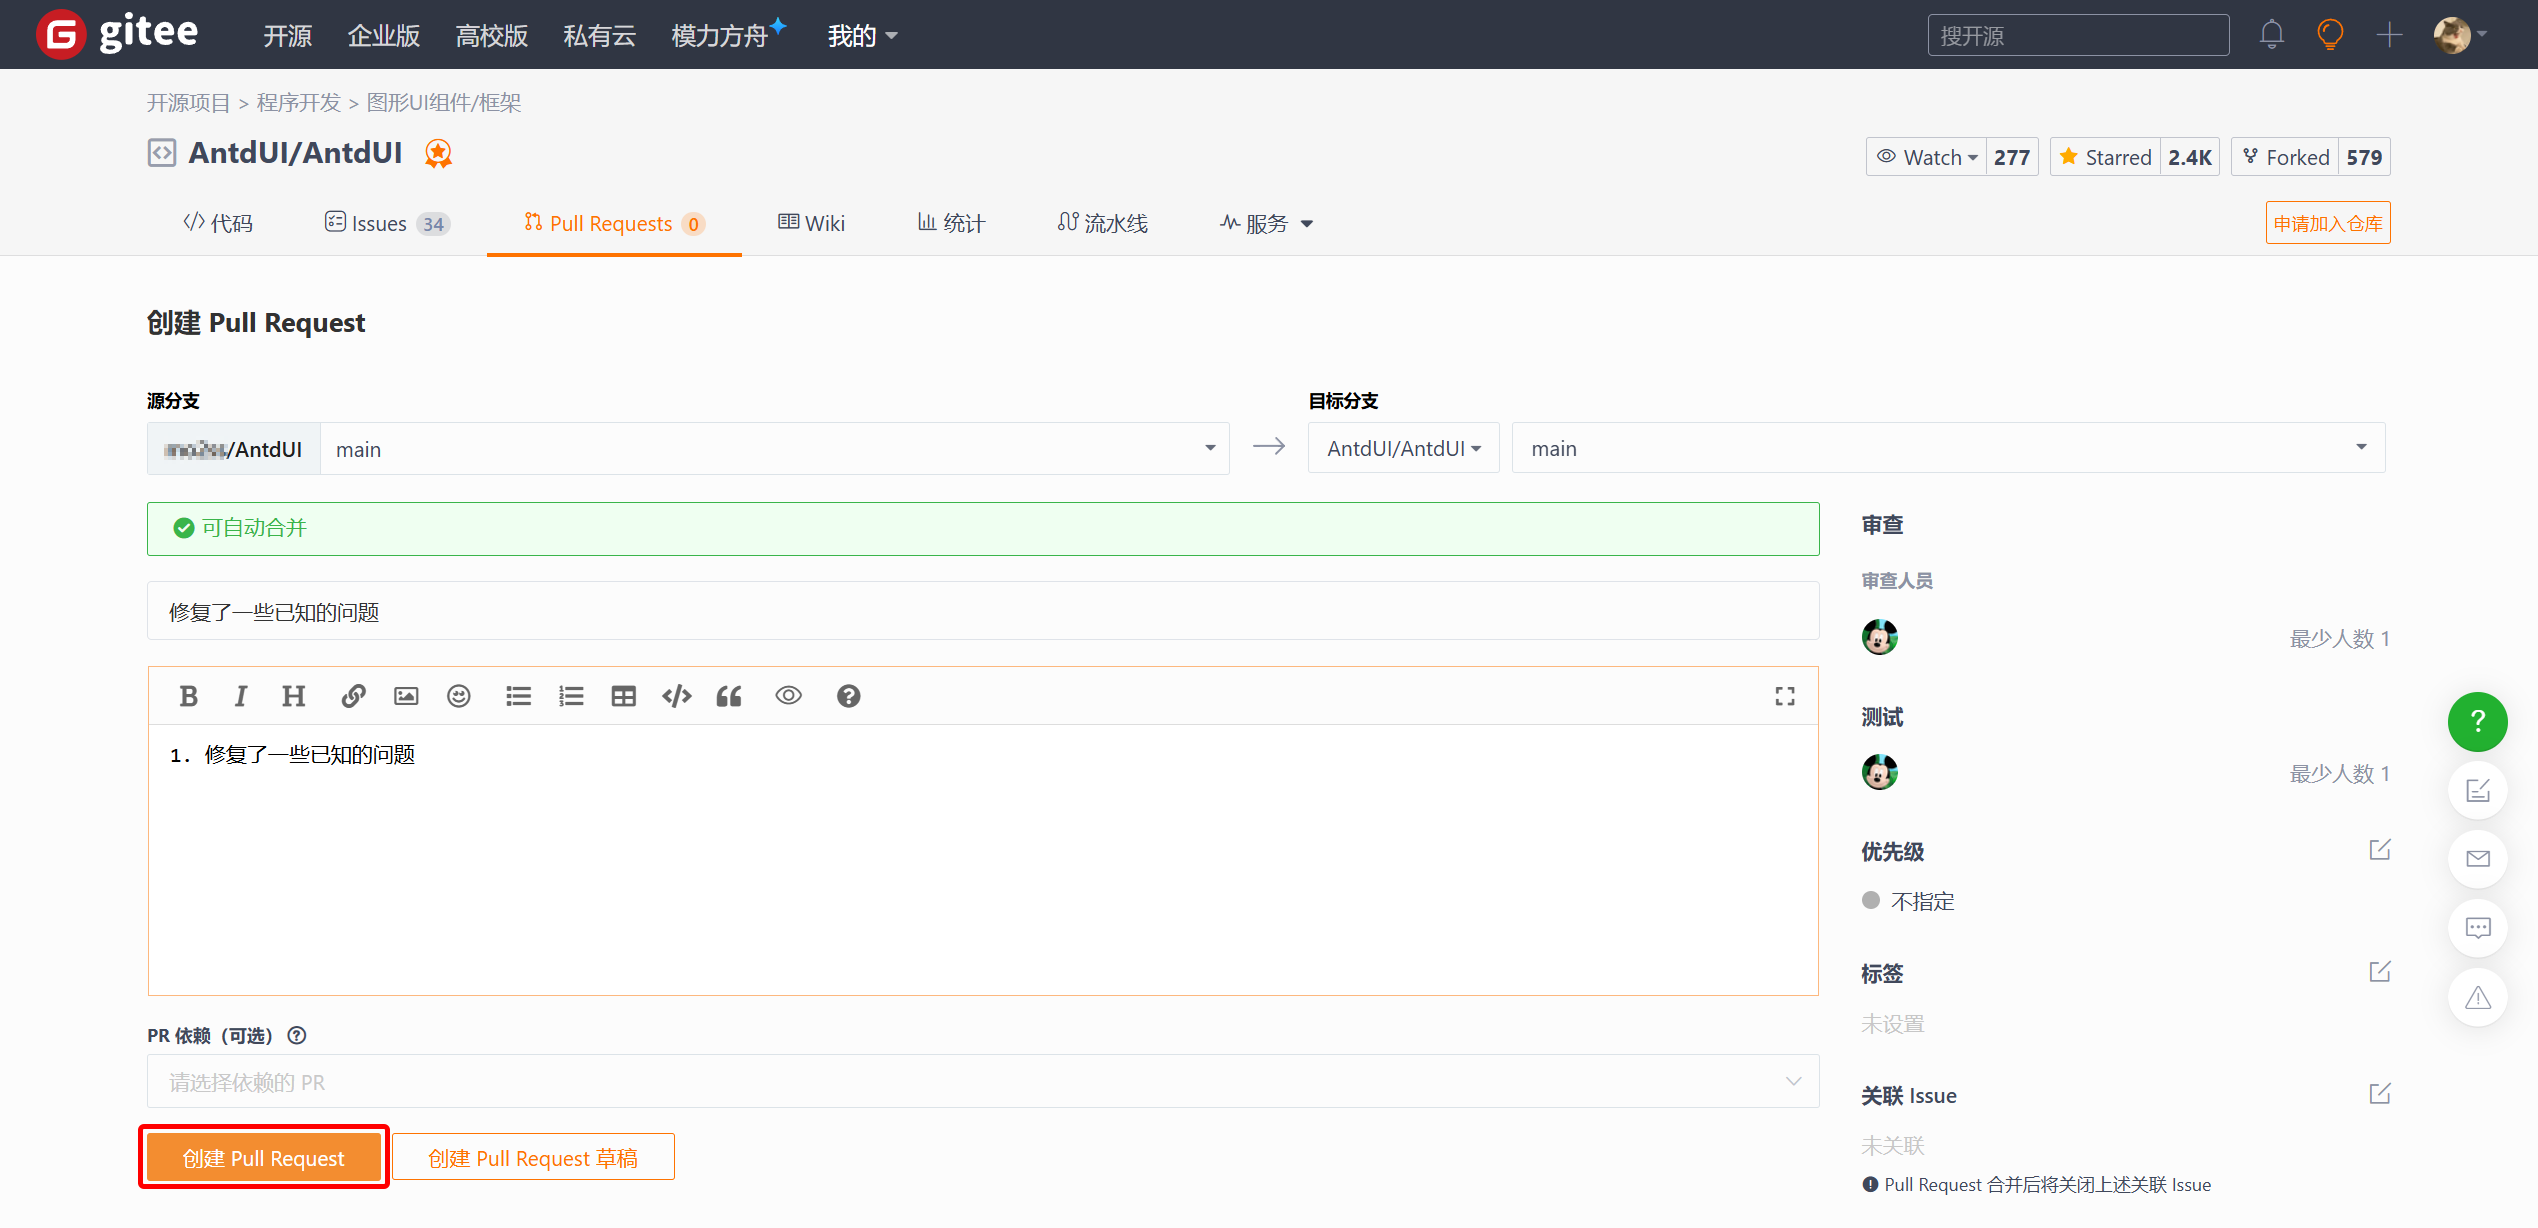 gitee 开源 企业版 高校版 私有云 模力方舟 我的 搜开源
开源项目 > 程序开发 > 图形UI组件/框架
AntdUI/AntdUI
Watch 277 Starred 2.4K Forked 579
代码 Issues 34 Pull Requests 0 Wiki 统计 流水线 服务 申请加入仓库
创建 Pull Request
源分支 目标分支
/AntdUI main AntdUI/AntdUI main
可自动合并
修复了一些已知的问题
1. 修复了一些已知的问题
PR 依赖（可选）
请选择依赖的 PR
创建 Pull Request 创建 Pull Request 草稿
审查
审查人员
最少人数 1
测试
最少人数 1
优先级
不指定
标签
未设置
关联 Issue
未关联
Pull Request 合并后将关闭上述关联 Issue